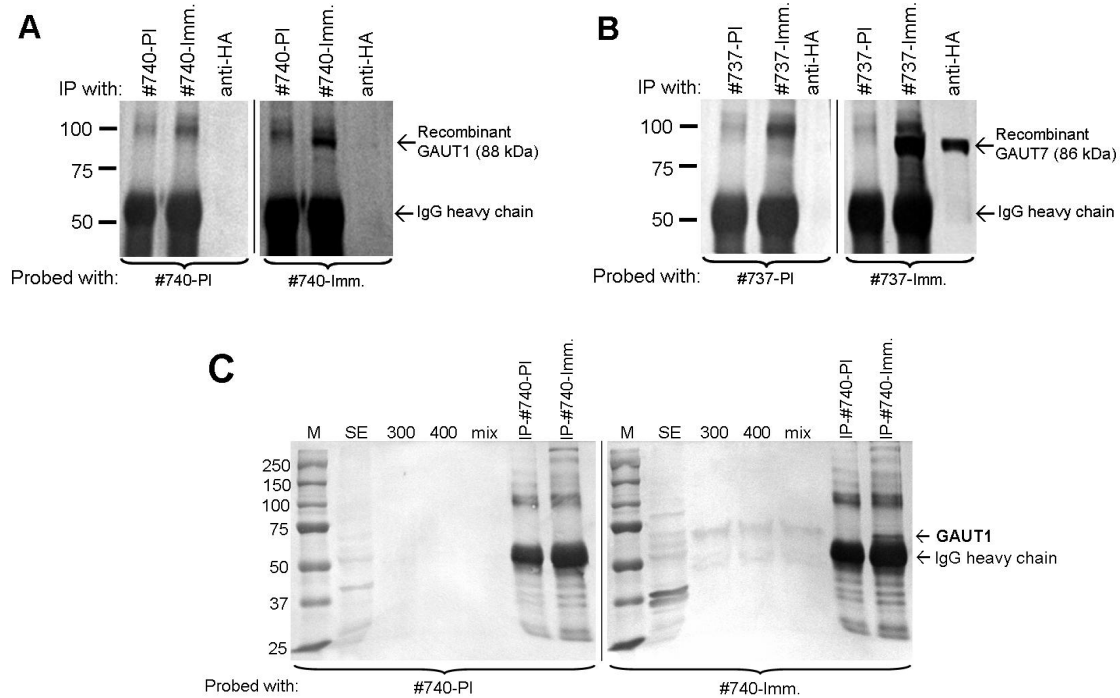 A
IP with:
#740-PI
#740-Imm.
anti-HA
#740-PI
#740-Imm.
anti-HA
100
75
50
Recombinant
GAUT1 (88 kDa)
IgG heavy chain
Probed with:
#740-PI
#740-Imm.
B
IP with:
#737-PI
#737-Imm.
anti-HA
#737-PI
#737-Imm.
anti-HA
100
75
50
Recombinant
GAUT7 (86 kDa)
IgG heavy chain
Probed with:
#737-PI
#737-Imm.
C
M SE 300 400 mix IP-#740-PI IP-#740-Imm.
M SE 300 400 mix IP-#740-PI IP-#740-Imm.
250
150
100
75
50
37
25
GAUT1
IgG heavy chain
Probed with:
#740-PI
#740-Imm.